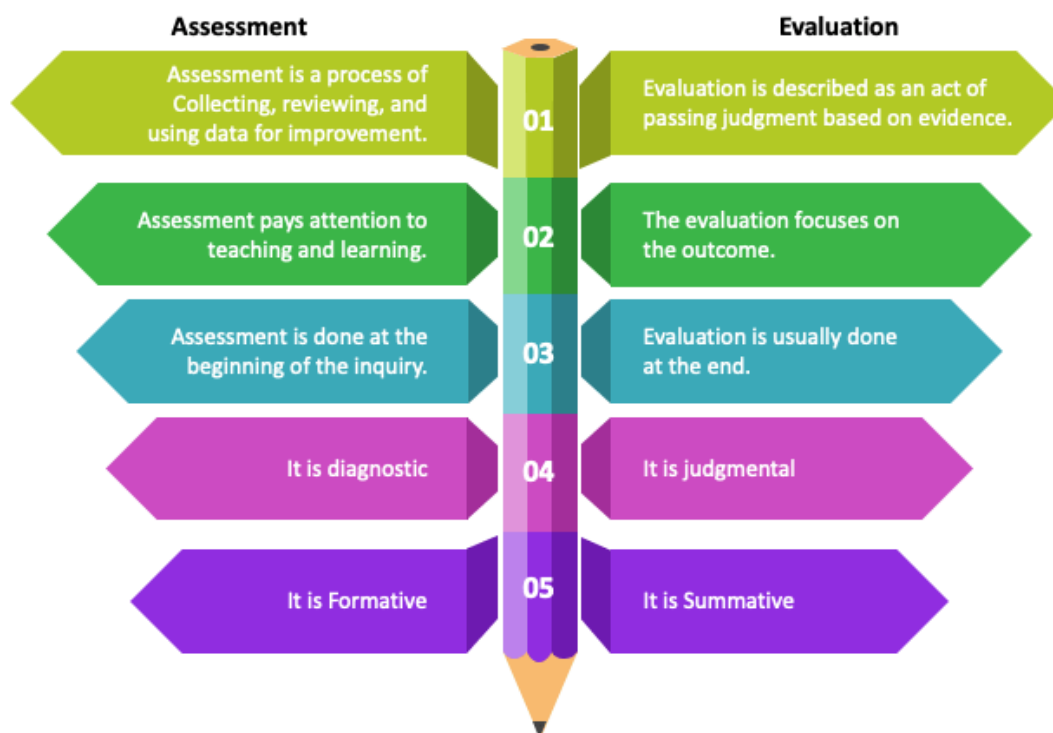 Assessment
Evaluation
Assessment is a process of
Collecting, reviewing, and
using data for improvement.
01
Evaluation is described as an act of
passing judgment based on evidence.
Assessment pays attention to
teaching and learning.
02
The evaluation focuses on
the outcome.
Assessment is done at the
beginning of the inquiry.
03
Evaluation is usually done
at the end.
It is diagnostic
04
It is judgmental
It is Formative
05
It is Summative